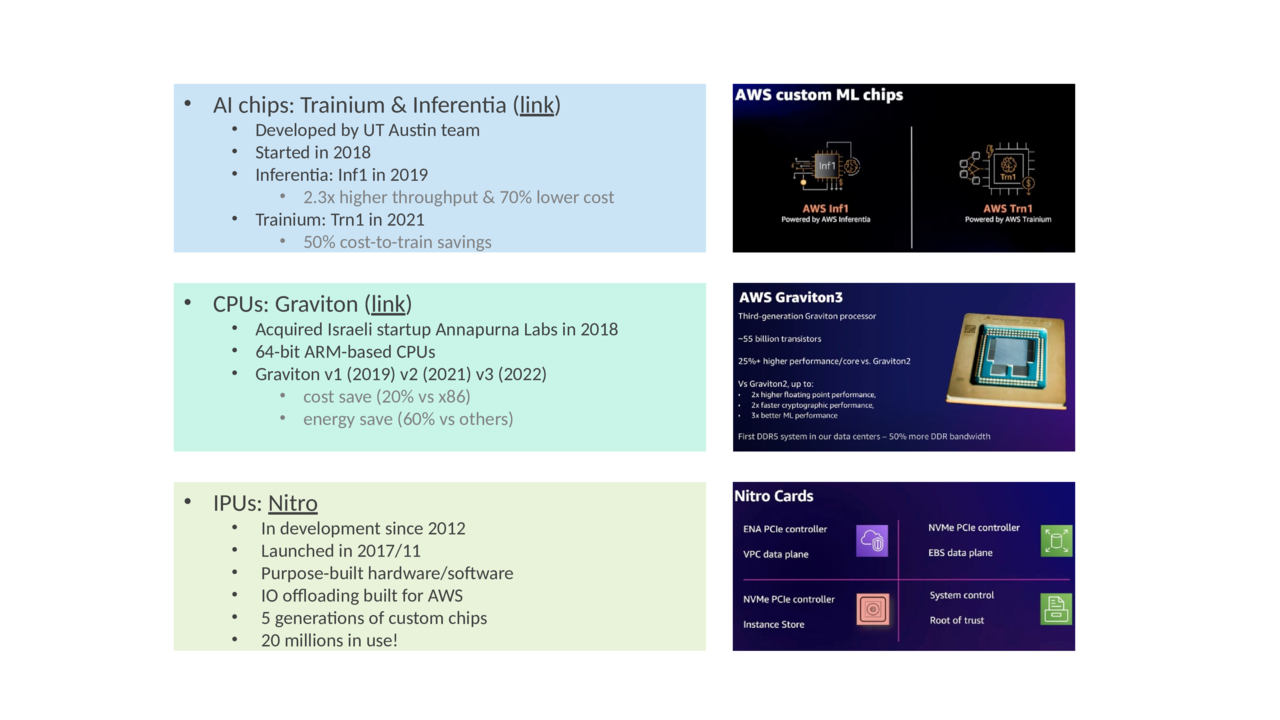 • AI chips: Trainium & Inferentia (link)
• Developed by UT Austin team
• Started in 2018
• Inferentia: Inf1 in 2019
• 2.3x higher throughput & 70% lower cost
• Trainium: Trn1 in 2021
• 50% cost-to-train savings
AWS custom ML chips
Inf1
AWS Inf1
Powered by AWS Inferentia
Trn1
AWS Trn1
Powered by AWS Trainium
• CPUs: Graviton (link)
• Acquired Israeli startup Annapurna Labs in 2018
• 64-bit ARM-based CPUs
• Graviton v1 (2019) v2 (2021) v3 (2022)
• cost save (20% vs x86)
• energy save (60% vs others)
AWS Graviton3
Third-generation Graviton processor
~55 billion transistors
25%+ higher performance/core vs. Graviton2
Vs Graviton2, up to:
• 2x higher floating point performance,
• 2x faster cryptographic performance,
• 3x better ML performance
First DDR5 system in our data centers – 50% more DDR bandwidth
• IPUs: Nitro
• In development since 2012
• Launched in 2017/11
• Purpose-built hardware/software
• IO offloading built for AWS
• 5 generations of custom chips
• 20 millions in use!
Nitro Cards
ENA PCIe controller
VPC data plane
NVMe PCIe controller
EBS data plane
NVMe PCIe controller
Instance Store
System control
Root of trust